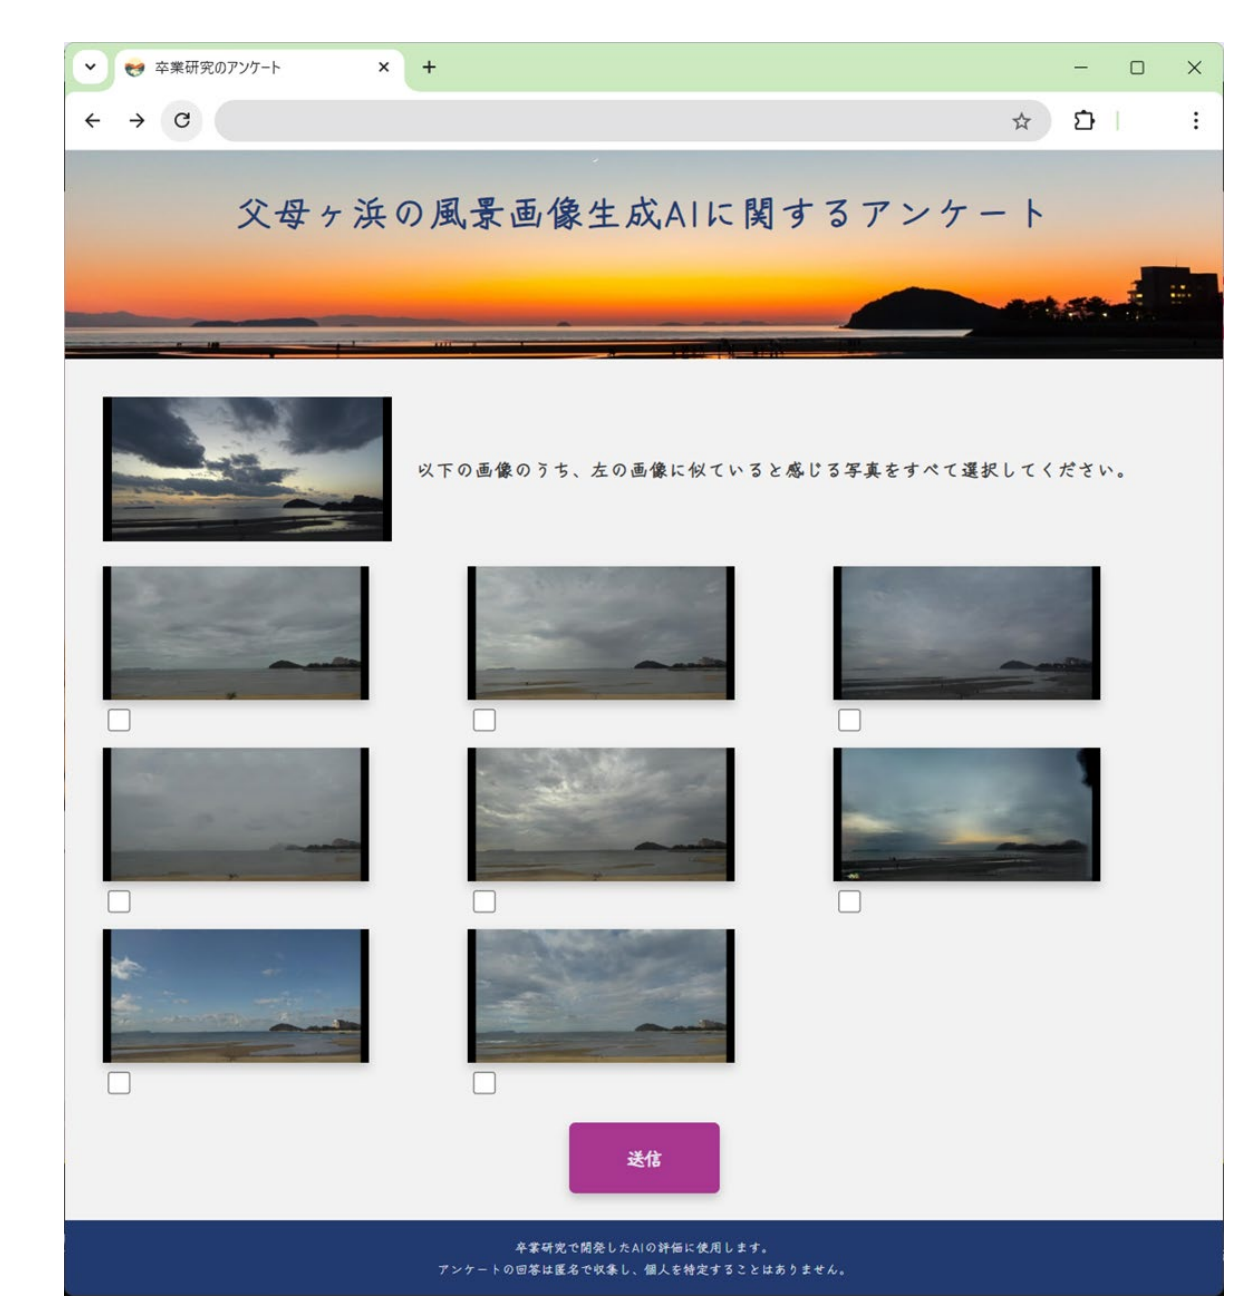 卒業研究のアンケート
父母ヶ浜の風景画像生成AIに関するアンケート
以下の画像のうち、左の画像に似ていると感じる写真をすべて選択してください。
送信
卒業研究で開発したAIの評価に使用します。
アンケートの回答は匿名で収集し、個人を特定することはありません。